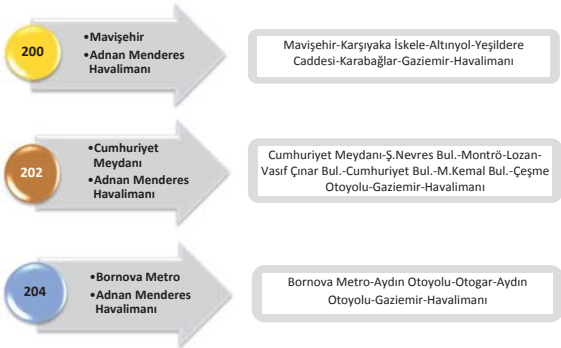 200
•Mavişehir
•Adnan Menderes
Havalimanı
Mavişehir-Karşıyaka İskele-Altınyol-Yeşildere
Caddesi-Karabağlar-Gaziemir-Havalimanı
202
•Cumhuriyet
Meydanı
•Adnan Menderes
Havalimanı
Cumhuriyet Meydanı-Ş.Nevres Bul.-Montrö-Lozan-
Vasıf Çınar Bul.-Cumhuriyet Bul.-M.Kemal Bul.-Çeşme
Otoyolu-Gaziemir-Havalimanı
204
•Bornova Metro
•Adnan Menderes
Havalimanı
Bornova Metro-Aydın Otoyolu-Otogar-Aydın
Otoyolu-Gaziemir-Havalimanı